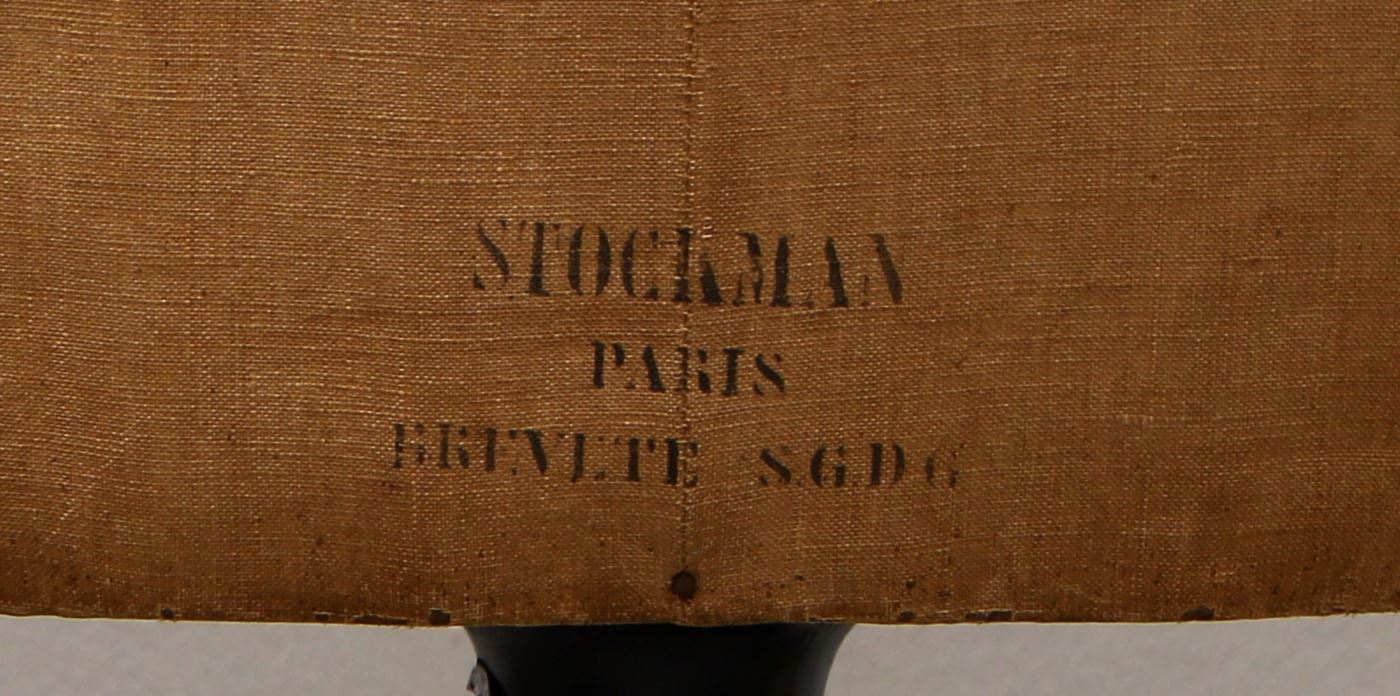 STOCKMAN
PARIS
BREVETE S.G.D.G